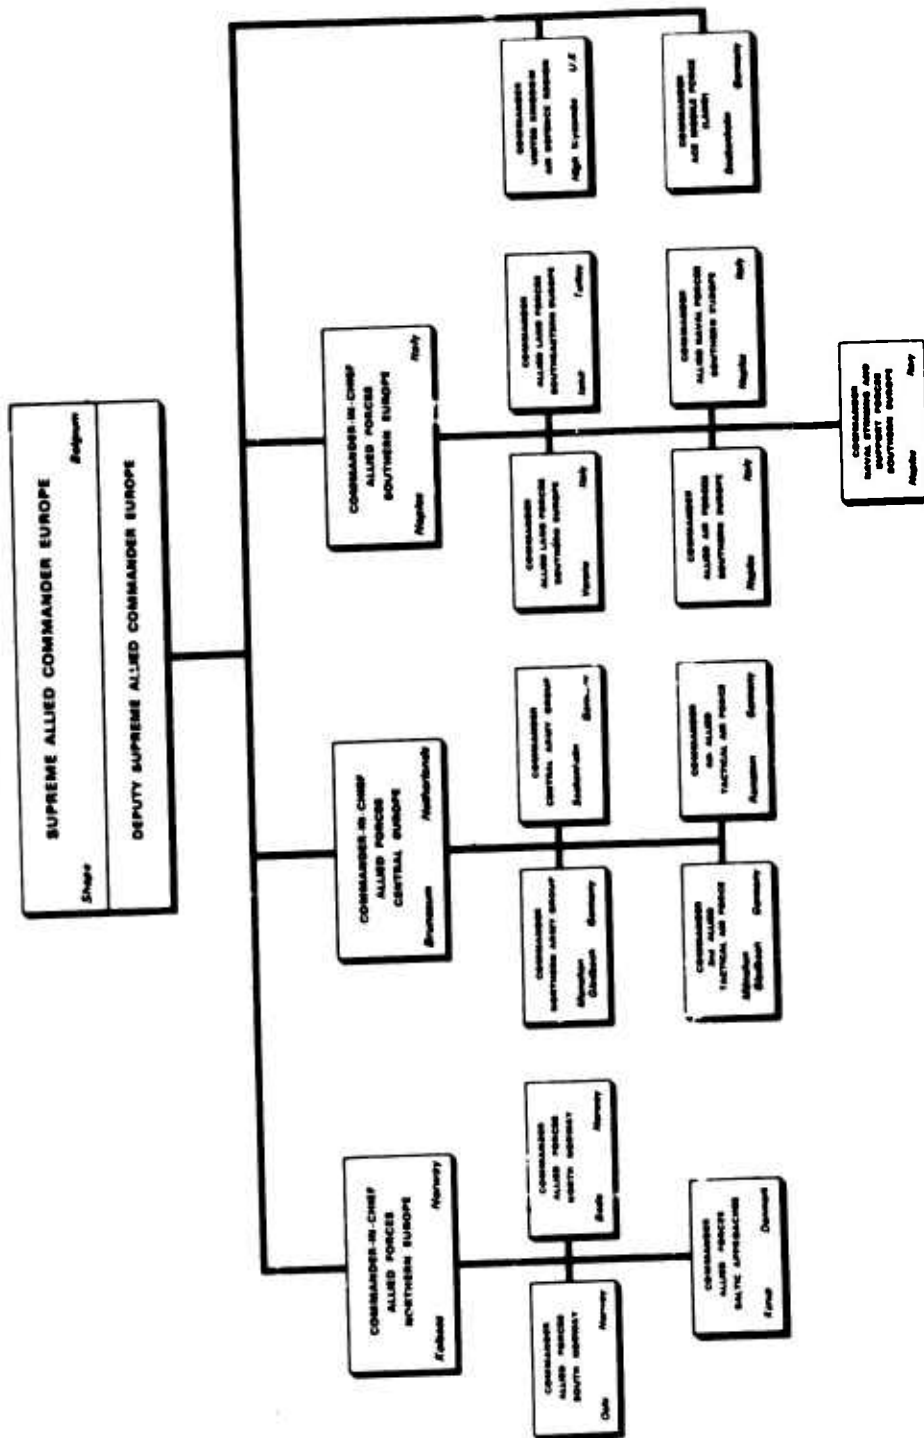 SUPREME ALLIED COMMANDER EUROPE
Shape Belgium
DEPUTY SUPREME ALLIED COMMANDER EUROPE
COMMANDER-IN-CHIEF
ALLIED FORCES
NORTHERN EUROPE
Kolsaas Norway
COMMANDER-IN-CHIEF
ALLIED FORCES
CENTRAL EUROPE
Brunssum Netherlands
COMMANDER-IN-CHIEF
ALLIED FORCES
SOUTHERN EUROPE
Naples Italy
COMMANDER
ALLIED FORCES
SOUTH NORWAY
Oslo Norway
COMMANDER
ALLIED FORCES
NORTH NORWAY
Bodo Norway
COMMANDER
ALLIED FORCES
BALTIC APPROACHES
Denmark
COMMANDER
NORTHERN ARMY GROUP
Germany
COMMANDER
CENTRAL ARMY GROUP
COMMANDER
2nd ALLIED
TACTICAL AIR FORCE
Germany
COMMANDER
4th ALLIED
TACTICAL AIR FORCE
Ramstein Germany
COMMANDER
ALLIED LAND FORCES
SOUTHERN EUROPE
Verona Italy
COMMANDER
ALLIED LAND FORCES
SOUTHEASTERN EUROPE
Izmir Turkey
COMMANDER
ALLIED AIR FORCES
SOUTHERN EUROPE
Naples Italy
COMMANDER
ALLIED NAVAL FORCES
SOUTHERN EUROPE
Naples Italy
COMMANDER
NAVAL STRIKING AND
SUPPORT FORCES
SOUTHERN EUROPE
Naples Italy
COMMANDER
UNITED KINGDOM
AIR DEFENCE REGION
High Wycombe U.K
COMMANDER
ACE MOBILE FORCE
(LAND)
Germany